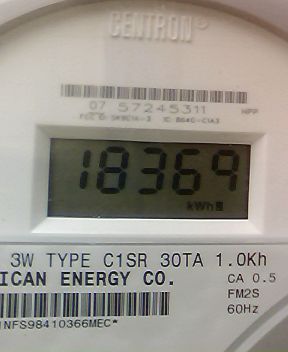 CENTRON®
07 57245311
18369
kWh
3W TYPE C1SR 30TA 1.0Kh
ICAN ENERGY CO.
CA 0.5
FM2S
60Hz
NFS98410366MEC*